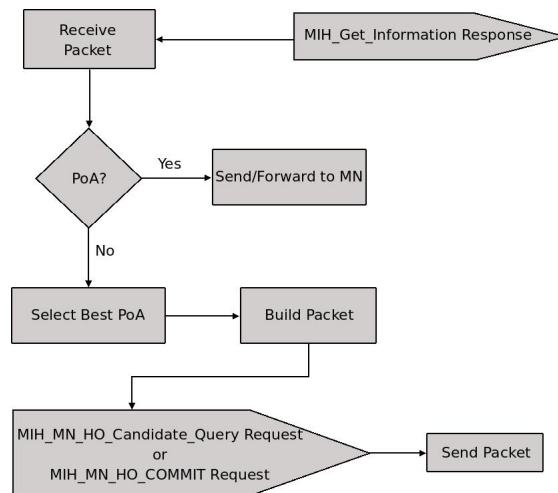 Receive
Packet
MIH_Get_Information Response
PoA?
Yes
Send/Forward to MN
No
Select Best PoA
Build Packet
MIH_MN_HO_Candidate_Query Request
or
MIH_MN_HO_COMMIT Request
Send Packet